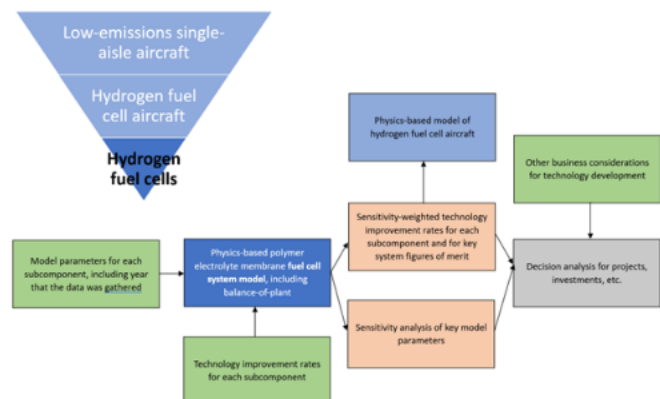 Low-emissions single-
aisle aircraft
Hydrogen fuel
cell aircraft
Hydrogen
fuel cells
Physics-based model of
hydrogen fuel cell aircraft
Other business considerations
for technology development
Model parameters for each
subcomponent, including year
that the data was gathered
Physics-based polymer
electrolyte membrane fuel cell
system model, including
balance-of-plant
Sensitivity-weighted technology
improvement rates for each
subcomponent and for key
system figures of merit
Decision analysis for projects,
investments, etc.
Sensitivity analysis of key model
parameters
Technology improvement rates
for each subcomponent